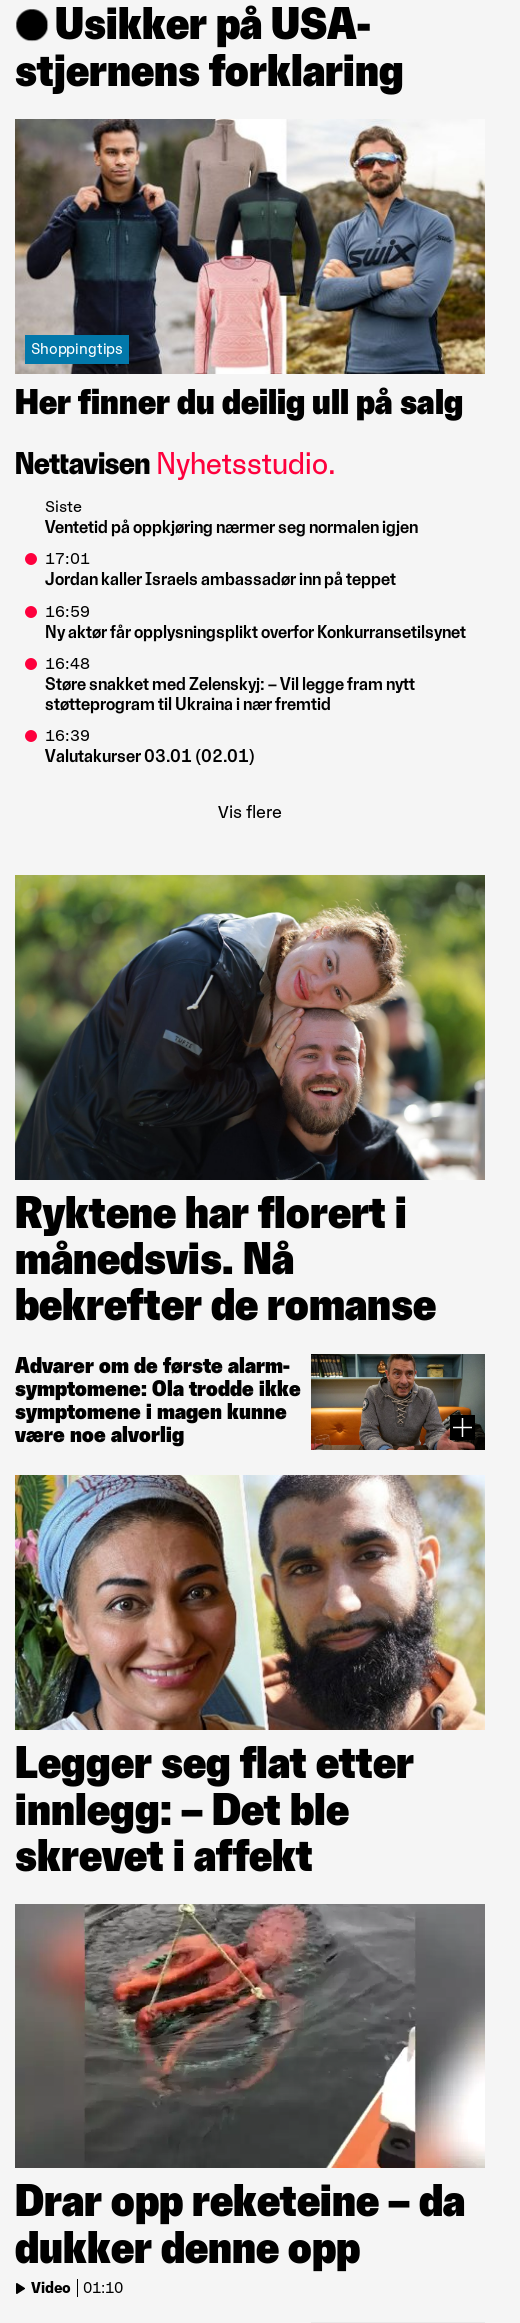 Usikker på USA-
stjernens forklaring
swix
swix
Shoppingtips
Her finner du deilig ull på salg
Nettavisen Nyhetsstudio.
Siste
Ventetid på oppkjøring nærmer seg normalen igjen
17:01
Jordan kaller Israels ambassadør inn på teppet
16:59
Ny aktør får opplysningsplikt overfor Konkurransetilsynet
16:48
Støre snakket med Zelenskyj: – Vil legge fram nytt
støtteprogram til Ukraina i nær fremtid
16:39
Valutakurser 03.01 (02.01)
Vis flere
Ryktene har florert i
månedsvis. Nå
bekrefter de romanse
Advarer om de første alarm-
symptomene: Ola trodde ikke
symptomene i magen kunne
være noe alvorlig
Legger seg flat etter
innlegg: – Det ble
skrevet i affekt
Drar opp reketeine – da
dukker denne opp
Video | 01:10